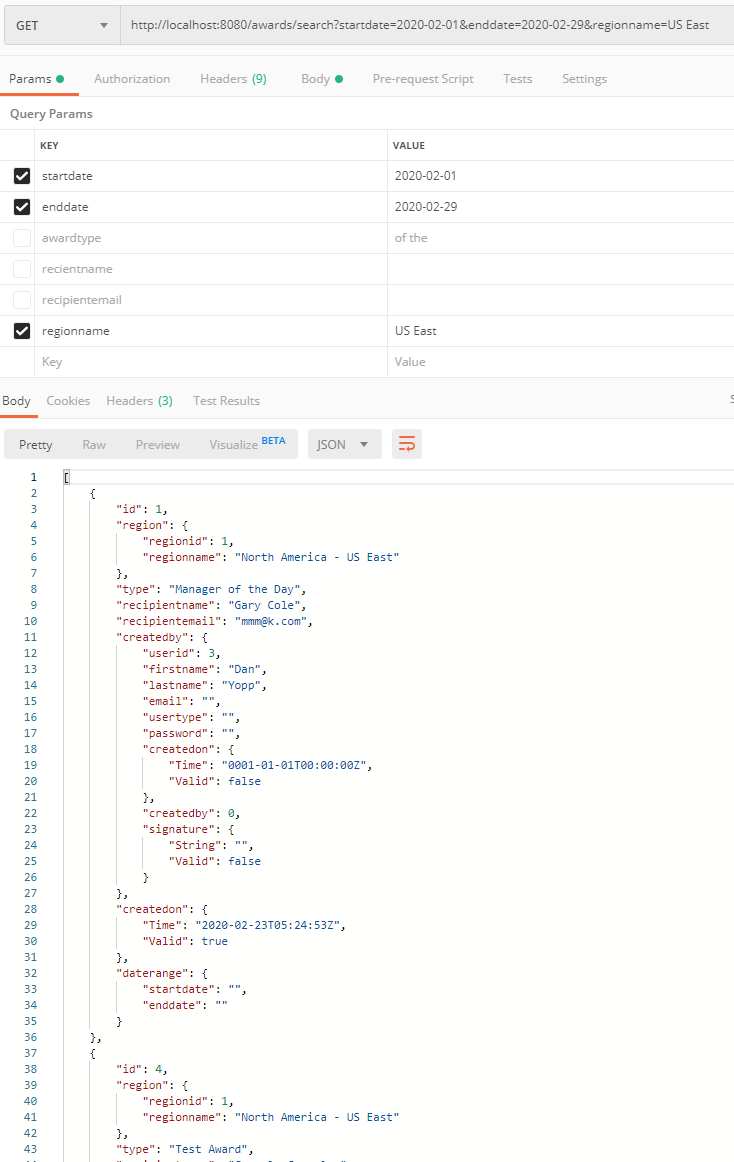 GET http://localhost:8080/awards/search?startdate=2020-02-01&enddate=2020-02-29&regionname=US East
Params Authorization Headers (9) Body Pre-request Script Tests Settings
Query Params
KEY VALUE
startdate 2020-02-01
enddate 2020-02-29
awardtype of the
recientname
recipientemail
regionname US East
Key Value
Body Cookies Headers (3) Test Results
Pretty Raw Preview Visualize BETA JSON
1 [
2 {
3 "id": 1,
4 "region": {
5 "regionid": 1,
6 "regionname": "North America - US East"
7 },
8 "type": "Manager of the Day",
9 "recipientname": "Gary Cole",
10 "recipientemail": "mmm@k.com",
11 "createdby": {
12 "userid": 3,
13 "firstname": "Dan",
14 "lastname": "Yopp",
15 "email": "",
16 "usertype": "",
17 "password": "",
18 "createdon": {
19 "Time": "0001-01-01T00:00:00Z",
20 "Valid": false
21 },
22 "createdby": 0,
23 "signature": {
24 "String": "",
25 "Valid": false
26 }
27 },
28 "createdon": {
29 "Time": "2020-02-23T05:24:53Z",
30 "Valid": true
31 },
32 "daterange": {
33 "startdate": "",
34 "enddate": ""
35 }
36 },
37 {
38 "id": 4,
39 "region": {
40 "regionid": 1,
41 "regionname": "North America - US East"
42 },
43 "type": "Test Award",